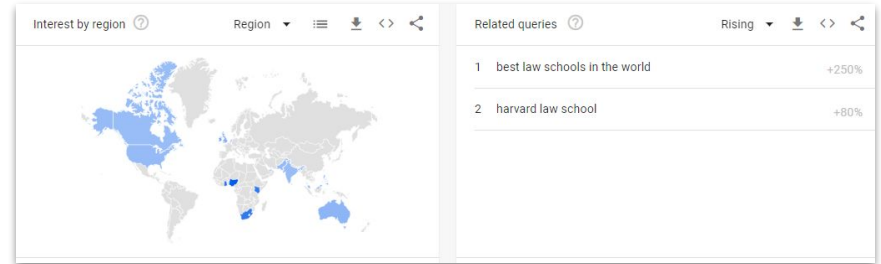 Interest by region
Region
Related queries
Rising
1 best law schools in the world +250%
2 harvard law school +80%